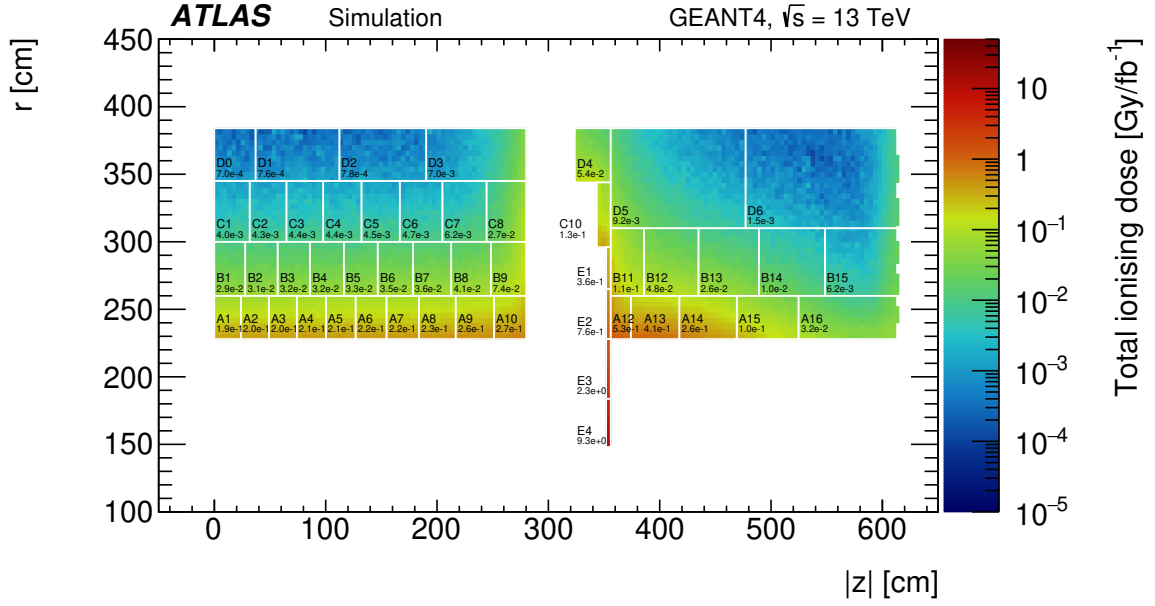 ATLAS Simulation GEANT4, √s = 13 TeV
r [cm]
450
400
350
300
250
200
150
100
D0 D1 D2 D3 D4
7.0e-4 7.6e-4 7.8e-4 7.0e-3 5.4e-2
D5 D6
9.2e-3 1.5e-3
C1 C2 C3 C4 C5 C6 C7 C8 C10
4.0e-3 4.3e-3 4.4e-3 4.4e-3 4.5e-3 4.7e-3 6.2e-3 2.7e-2 1.3e-1
B1 B2 B3 B4 B5 B6 B7 B8 B9 E1 B11 B12 B13 B14 B15
2.9e-2 3.1e-2 3.2e-2 3.2e-2 3.3e-2 3.5e-2 3.6e-2 4.1e-2 7.4e-2 3.6e-1 1.1e-1 4.8e-2 2.6e-2 1.0e-2 6.2e-3
A1 A2 A3 A4 A5 A6 A7 A8 A9 A10 E2 A12 A13 A14 A15 A16
1.9e-1 2.0e-1 2.0e-1 2.1e-1 2.1e-1 2.2e-1 2.2e-1 2.3e-1 2.6e-1 2.7e-1 7.6e-1 5.3e-1 4.1e-1 2.6e-1 1.0e-1 3.2e-2
E3
2.3e+0
E4
9.3e+0
0 100 200 300 400 500 600
|z| [cm]
10
1
10⁻¹
10⁻²
10⁻³
10⁻⁴
10⁻⁵
Total ionising dose [Gy/fb⁻¹]